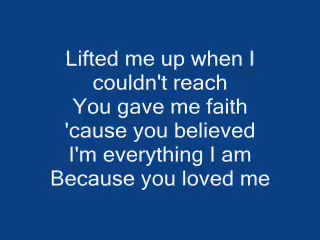 Lifted me up when I
couldn't reach
You gave me faith
'cause you believed
I'm everything I am
Because you loved me